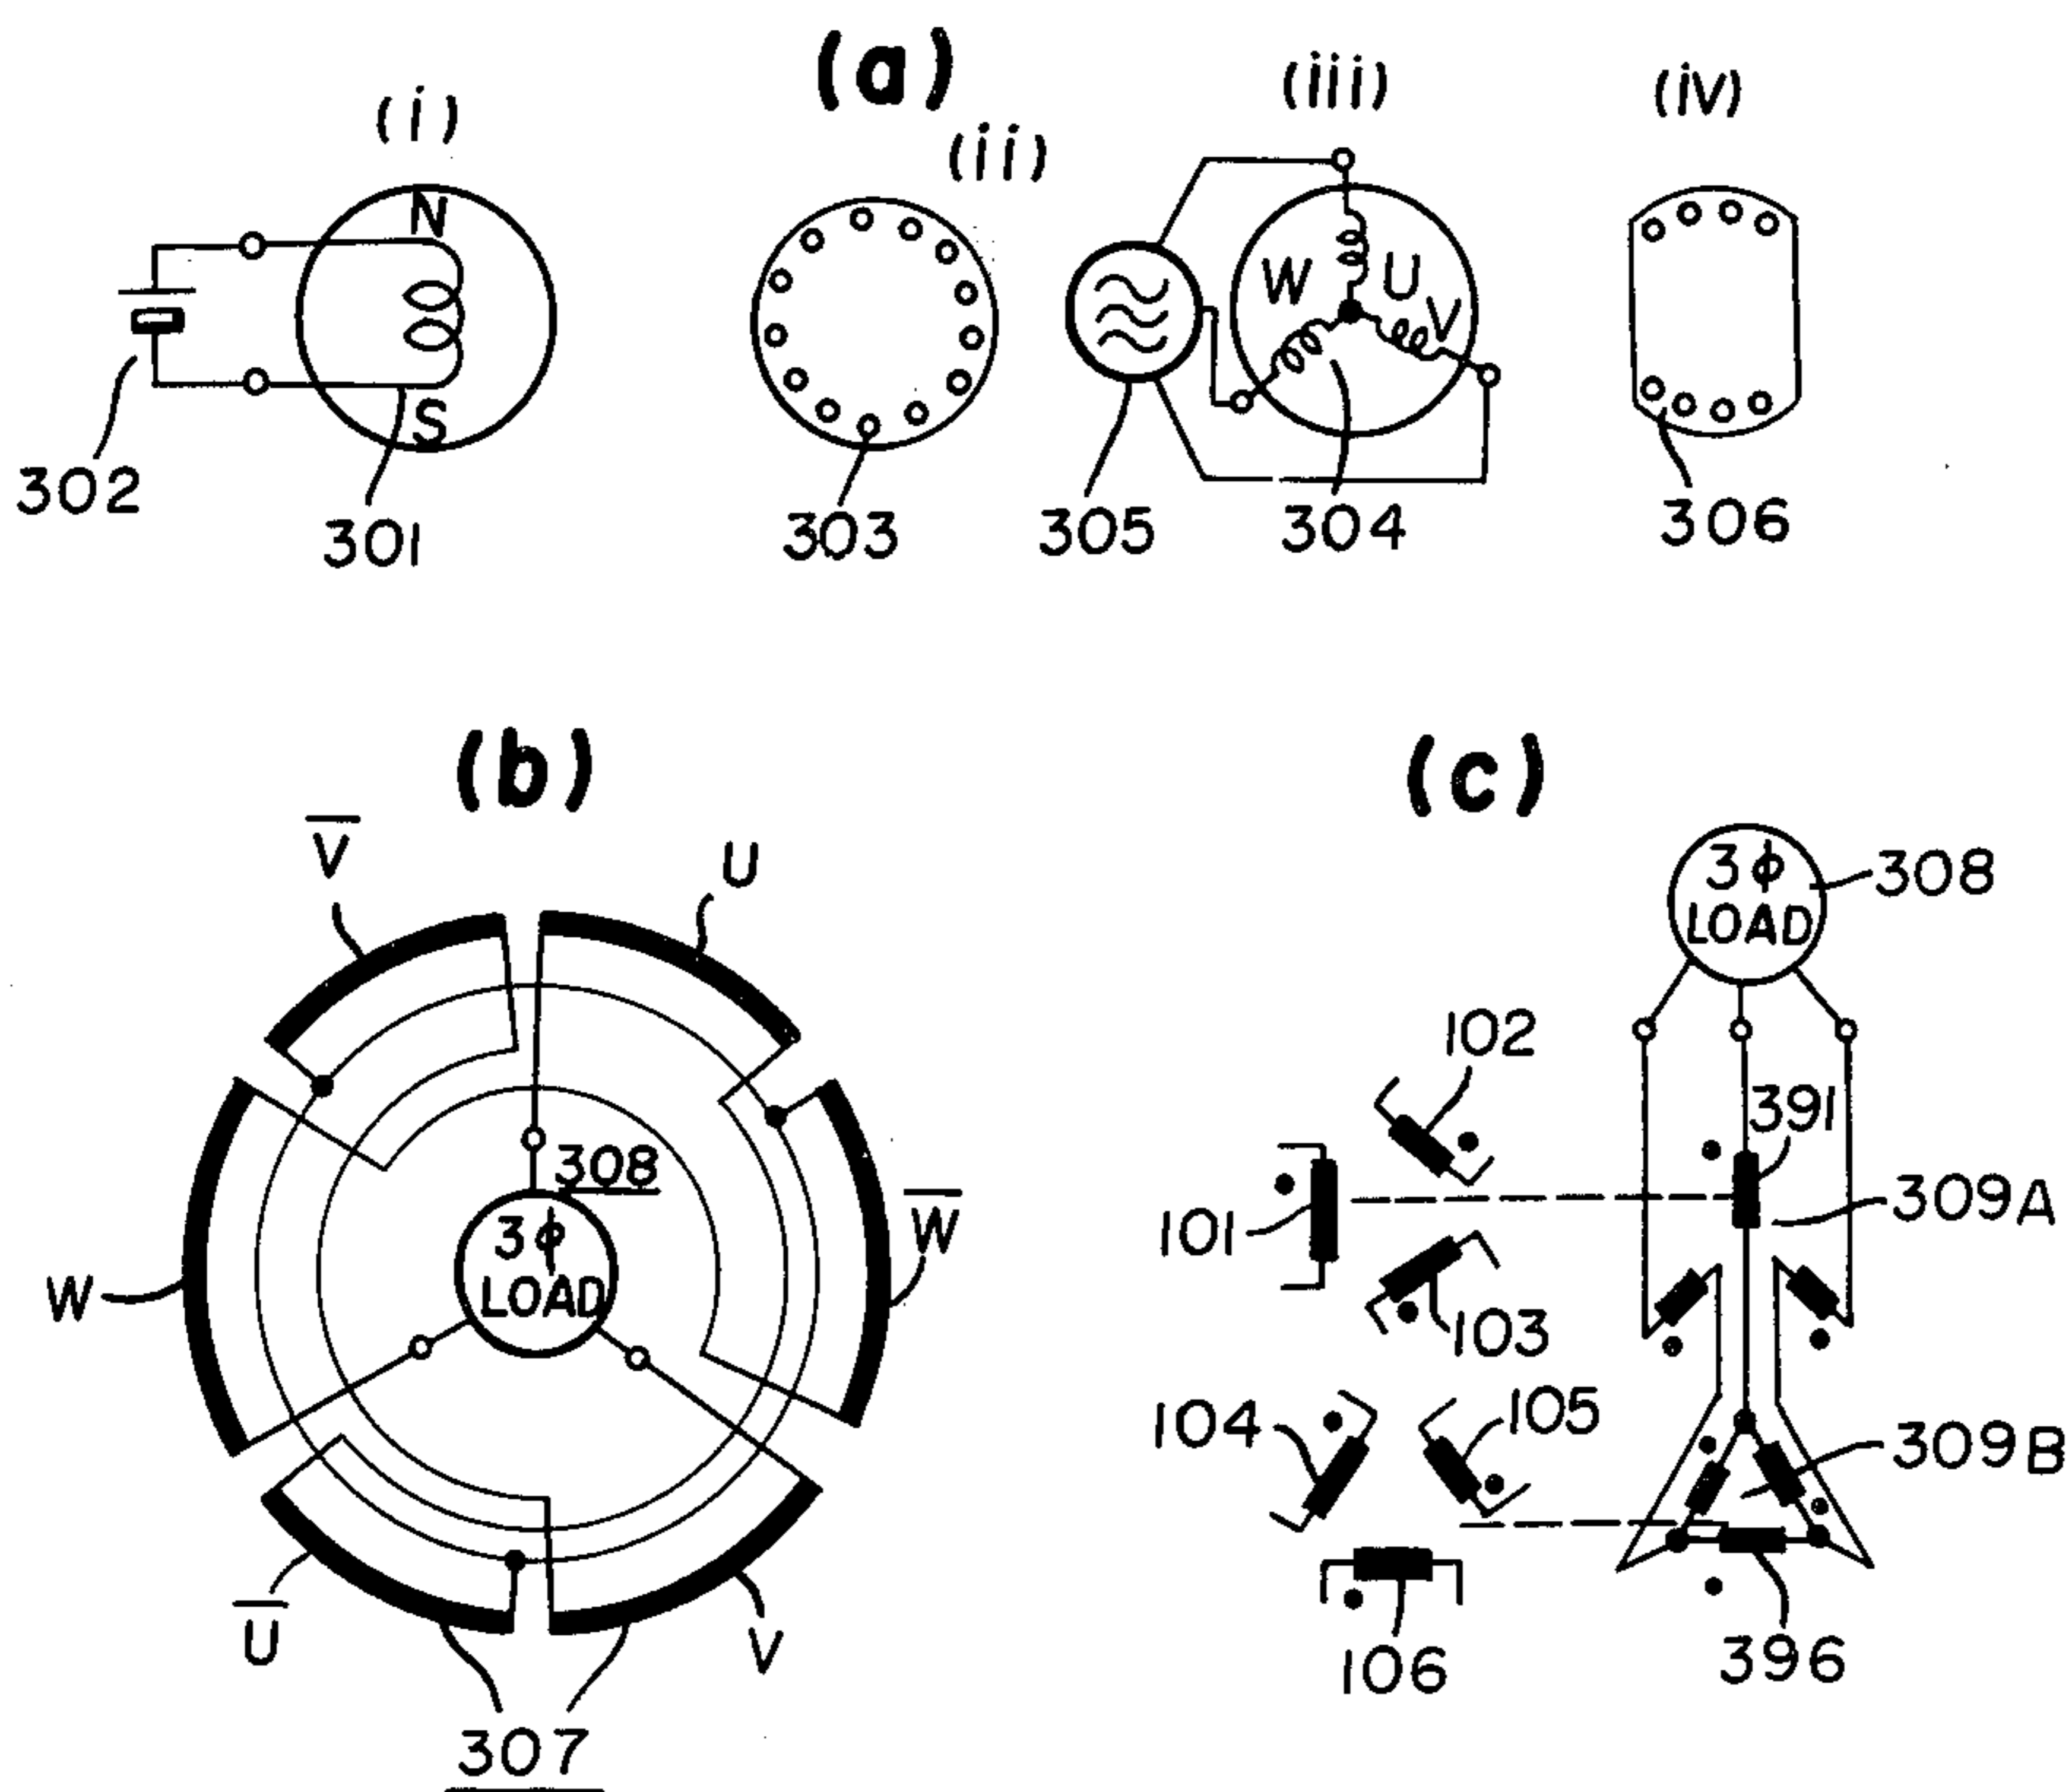 (a)
(i)
(ii)
(iii)
(iv)
N
S
W U V
302
301
303
305
304
306
(b)
V̅
U
W
W̅
308
3φ
LOAD
U̅
V
307
(c)
3φ
LOAD
308
102
391
101
309A
103
104
105
309B
106
396